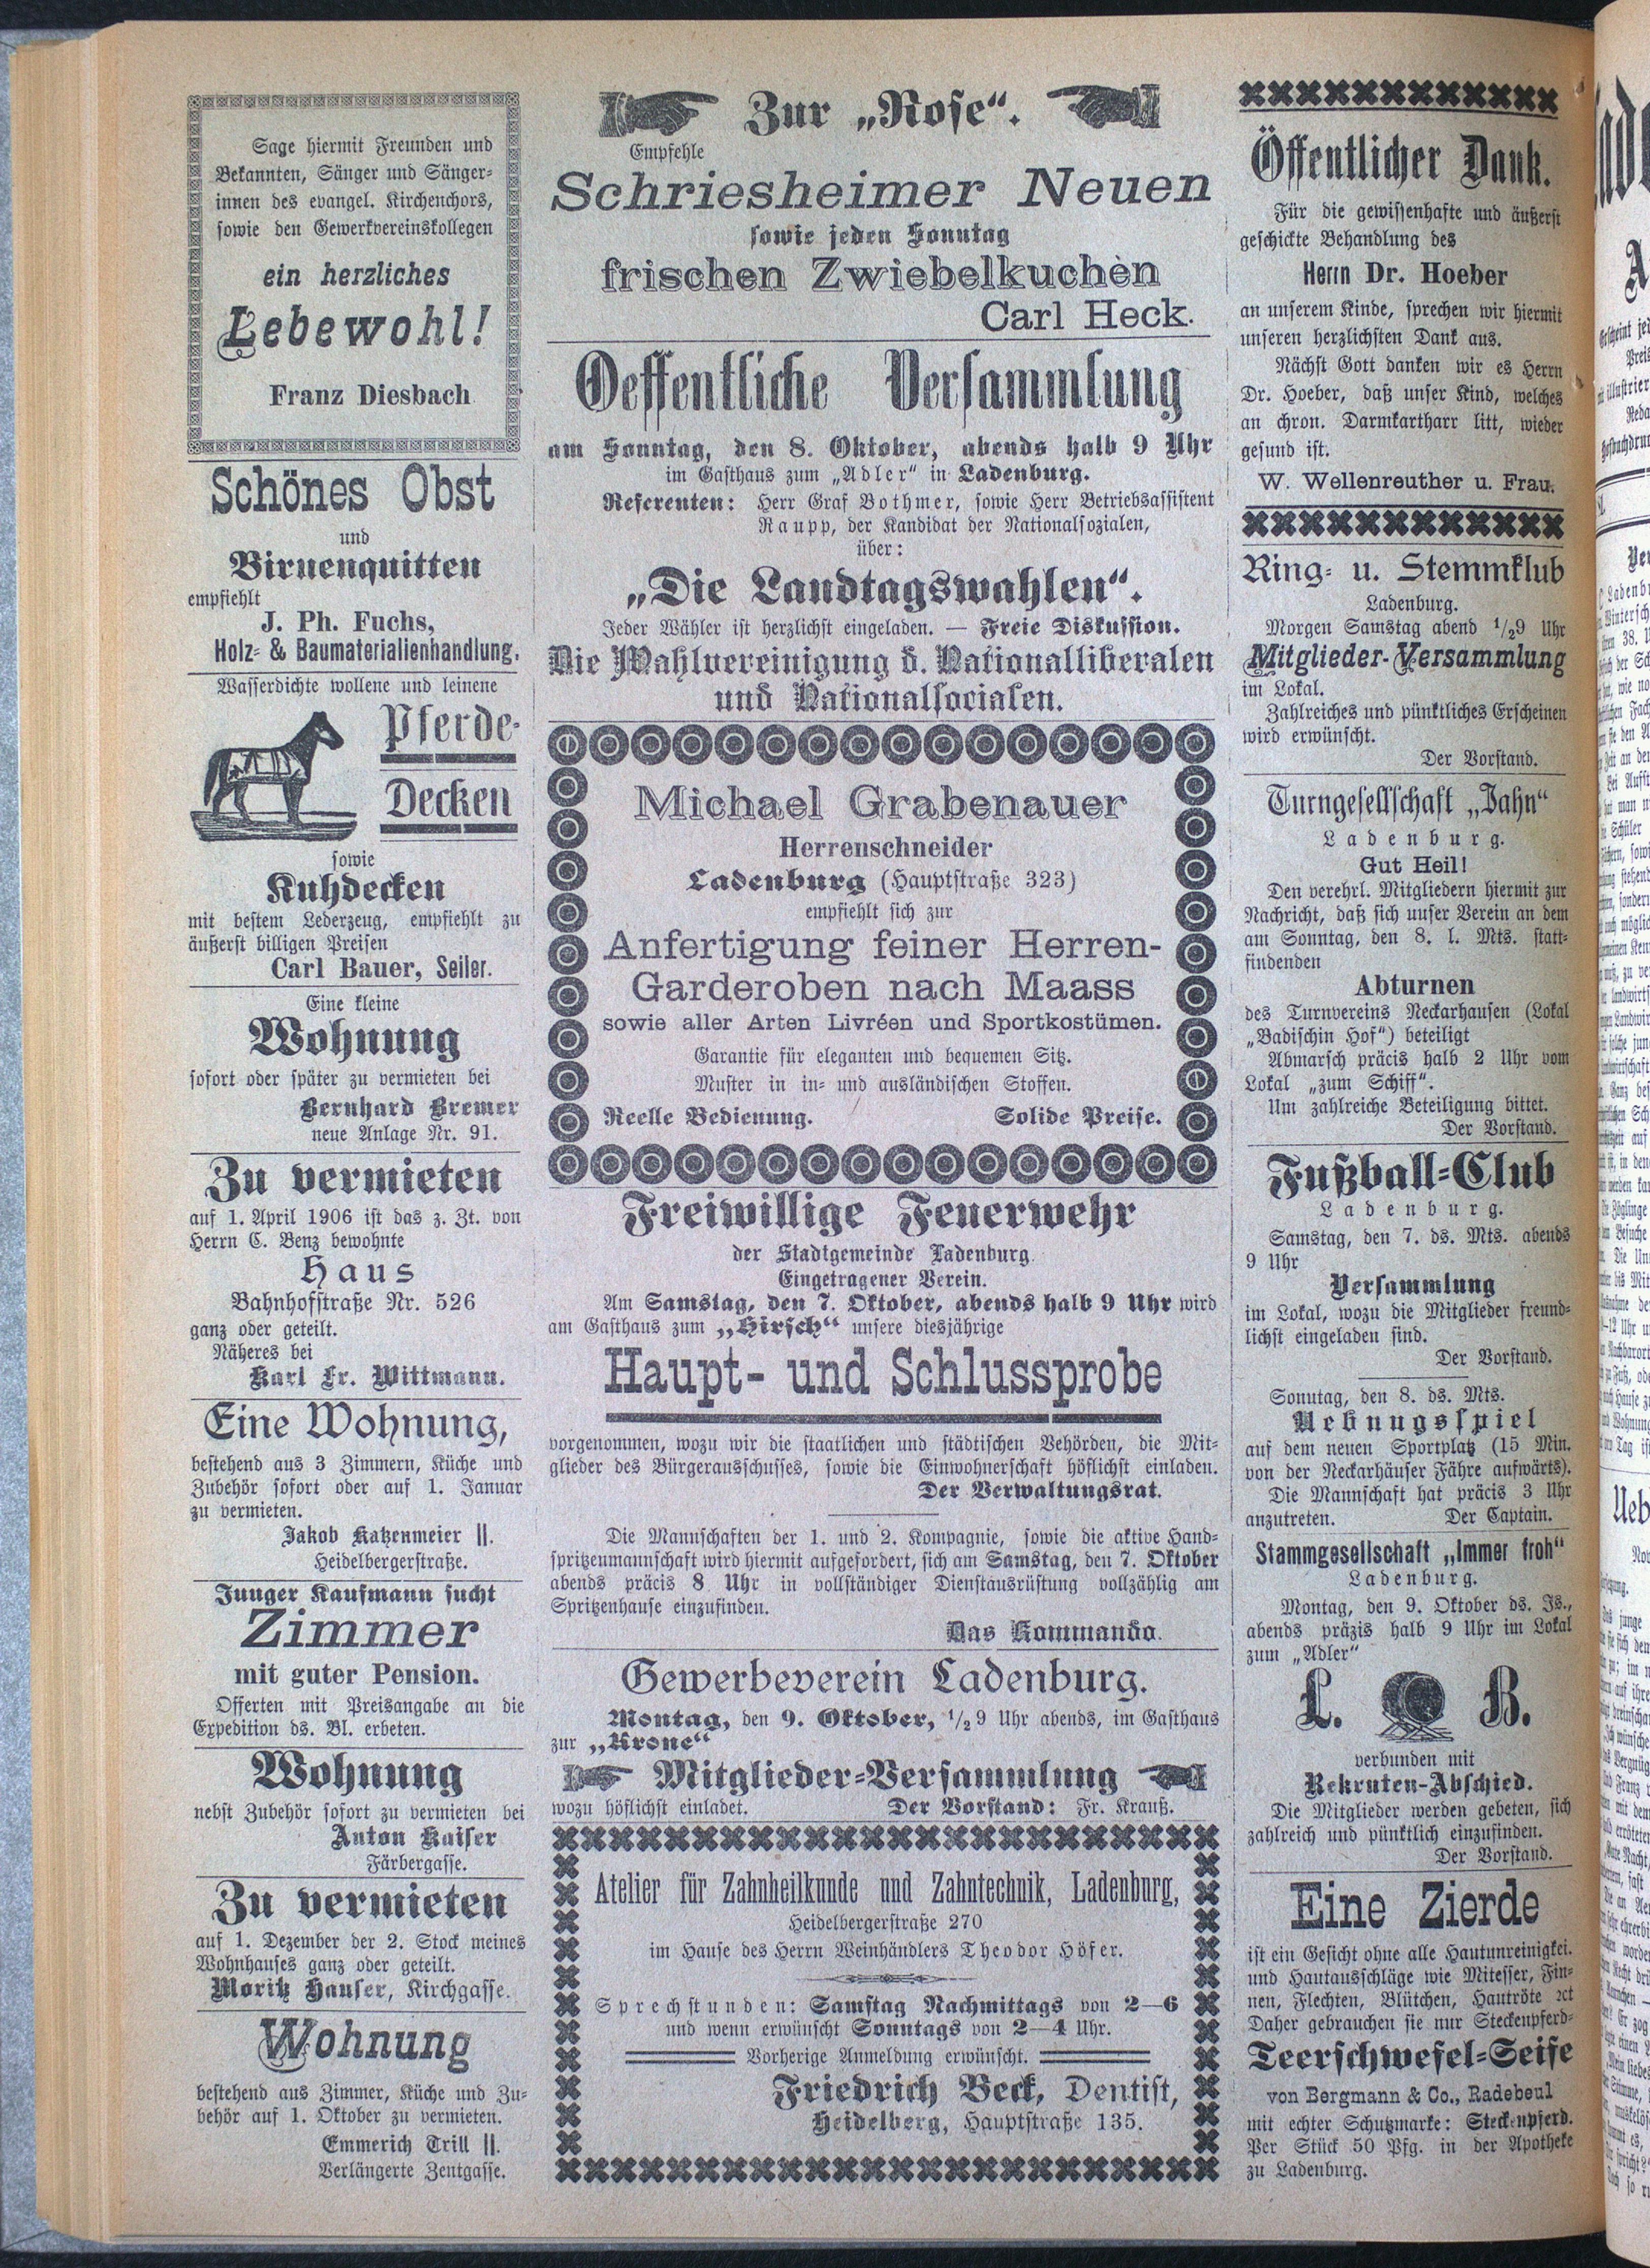 Sage hiermit Freunden und
Bekannten, Sänger und Sänger-
innen des evangel. Kirchenchors,
sowie den Gewerkvereinskollegen
ein herzliches
Lebewohl!
Franz Diesbach
Schönes Obst
und
Birnenquitten
empfiehlt
J. Ph. Fuchs,
Holz- & Baumaterialienhandlung.
Wasserdichte wollene und leinene
Pferde-
Decken
sowie
Kuhdecken
mit bestem Lederzeug, empfiehlt zu
äußerst billigen Preisen
Carl Bauer, Seiler.
Eine kleine
Wohnung
sofort oder später zu vermieten bei
Bernhard Bremer
neue Anlage Nr. 91.
Zu vermieten
auf 1. April 1906 ist das z. Zt. von
Herrn C. Benz bewohnte
Haus
Bahnhofstraße Nr. 526
ganz oder geteilt.
Näheres bei
Karl Fr. Wittmann.
Eine Wohnung,
bestehend aus 3 Zimmern, Küche und
Zubehör sofort oder auf 1. Januar
zu vermieten.
Jakob Katzenmeier II.
Heidelbergerstraße.
Junger Kaufmann sucht
Zimmer
mit guter Pension.
Offerten mit Preisangabe an die
Expedition ds. Bl. erbeten.
Wohnung
nebst Zubehör sofort zu vermieten bei
Anton Kaiser
Färbergasse.
Zu vermieten
auf 1. Dezember der 2. Stock meines
Wohnhauses ganz oder geteilt.
Moritz Hauser, Kirchgasse.
Wohnung
bestehend aus Zimmer, Küche und Zu-
behör auf 1. Oktober zu vermieten.
Emmerich Trill II.
Verlängerte Zentgasse.
Zur „Rose“.
Empfehle
Schriesheimer Neuen
sowie jeden Sonntag
frischen Zwiebelkuchen
Carl Heck.
Oeffentliche Versammlung
am Sonntag, den 8. Oktober, abends halb 9 Uhr
im Gasthaus zum „Adler“ in Ladenburg.
Referenten: Herr Graf Bothmer, sowie Herr Betriebsassistent
Raupp, der Kandidat der Nationalsozialen,
über:
„Die Landtagswahlen“.
Jeder Wähler ist herzlichst eingeladen. — Freie Diskussion.
Die Wahlvereinigung d. Nationalliberalen
und Nationalsocialen.
Michael Grabenauer
Herrenschneider
Ladenburg (Hauptstraße 323)
empfiehlt sich zur
Anfertigung feiner Herren-
Garderoben nach Maass
sowie aller Arten Livréen und Sportkostümen.
Garantie für eleganten und bequemen Sitz.
Muster in in- und ausländischen Stoffen.
Reelle Bedienung. Solide Preise.
Freiwillige Feuerwehr
der Stadtgemeinde Ladenburg.
Eingetragener Verein.
Am Samstag, den 7. Oktober, abends halb 9 Uhr wird
am Gasthaus zum „Hirsch“ unsere diesjährige
Haupt- und Schlussprobe
vorgenommen, wozu wir die staatlichen und städtischen Behörden, die Mit-
glieder des Bürgerausschusses, sowie die Einwohnerschaft höflichst einladen.
Der Verwaltungsrat.
Die Mannschaften der 1. und 2. Kompagnie, sowie die aktive Hand-
spritzenmannschaft wird hiermit aufgefordert, sich am Samstag, den 7. Oktober
abends präcis 8 Uhr in vollständiger Dienstausrüstung vollzählig am
Spritzenhause einzufinden.
Das Kommando.
Gewerbeverein Ladenburg.
Montag, den 9. Oktober, 1/2 9 Uhr abends, im Gasthaus
zur „Krone“
Mitglieder-Versammlung
wozu höflichst einladet. Der Vorstand: Fr. Krauß.
Atelier für Zahnheilkunde und Zahntechnik, Ladenburg,
Heidelbergerstraße 270
im Hause des Herrn Weinhändlers Theodor Höfer.
Sprechstunden: Samstag Nachmittags von 2—6
und wenn erwünscht Sonntags von 2—4 Uhr.
Vorherige Anmeldung erwünscht.
Friedrich Beck, Dentist,
Heidelberg, Hauptstraße 135.
Öffentlicher Dank.
Für die gewissenhafte und äußerst
geschickte Behandlung des
Herrn Dr. Hoeber
an unserem Kinde, sprechen wir hiermit
unseren herzlichsten Dank aus.
Nächst Gott danken wir es Herrn
Dr. Hoeber, daß unser Kind, welches
an chron. Darmkartharr litt, wieder
gesund ist.
W. Wellenreuther u. Frau.
Ring- u. Stemmklub
Ladenburg.
Morgen Samstag abend 1/2 9 Uhr
Mitglieder-Versammlung
im Lokal.
Zahlreiches und pünktliches Erscheinen
wird erwünscht.
Der Vorstand.
Turngesellschaft „Jahn“
Ladenburg.
Gut Heil!
Den verehrl. Mitgliedern hiermit zur
Nachricht, daß sich unser Verein an dem
am Sonntag, den 8. l. Mts. statt-
findenden
Abturnen
des Turnvereins Neckarhausen (Lokal
„Badischin Hof“) beteiligt
Abmarsch präcis halb 2 Uhr vom
Lokal „zum Schiff“.
Um zahlreiche Beteiligung bittet.
Der Vorstand.
Fußball-Club
Ladenburg.
Samstag, den 7. ds. Mts. abends
9 Uhr
Versammlung
im Lokal, wozu die Mitglieder freund-
lichst eingeladen sind.
Der Vorstand.
Sonntag, den 8. ds. Mts.
Uebungsspiel
auf dem neuen Sportplatz (15 Min.
von der Neckarhäuser Fähre aufwärts).
Die Mannschaft hat präcis 3 Uhr
anzutreten. Der Captain.
Stammgesellschaft „Immer froh“
Ladenburg.
Montag, den 9. Oktober ds. Js.,
abends präzis halb 9 Uhr im Lokal
zum „Adler“
L. B.
verbunden mit
Rekruten-Abschied.
Die Mitglieder werden gebeten, sich
zahlreich und pünktlich einzufinden.
Der Vorstand.
Eine Zierde
ist ein Gesicht ohne alle Hautunreinigkei.
und Hautausschläge wie Mitesser, Fin-
nen, Flechten, Blütchen, Hautröte ꝛct
Daher gebrauchen sie nur Steckenpferd-
Teerschwefel-Seife
von Bergmann & Co., Radebeul
mit echter Schutzmarke: Steckenpferd.
Per Stück 50 Pfg. in der Apotheke
zu Ladenburg.